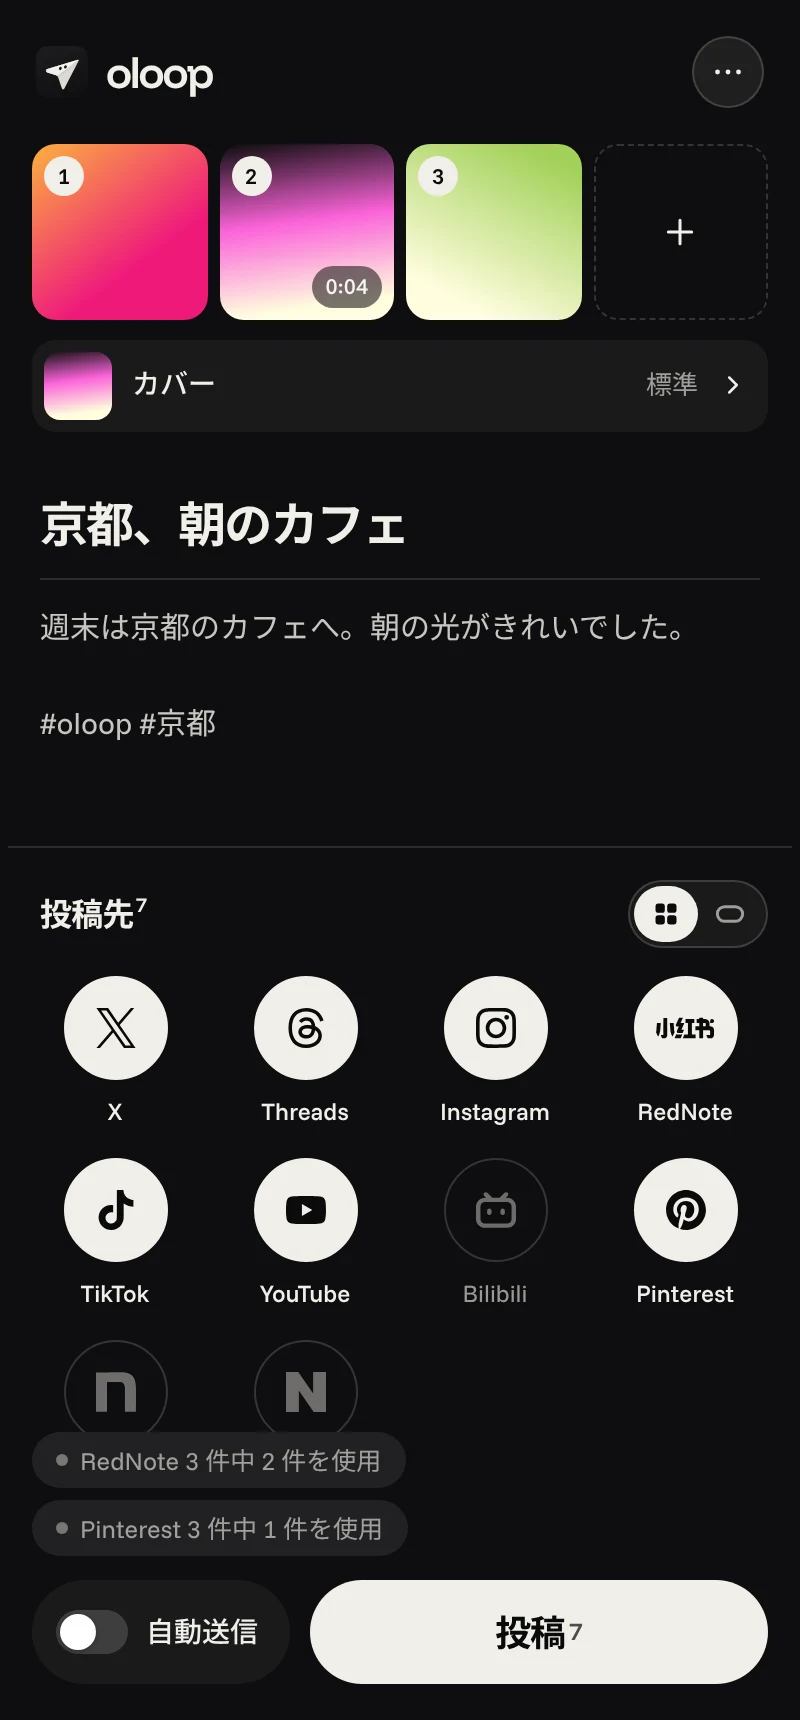 oloop
1
2
3
0:04
カバー
標準
京都、朝のカフェ
週末は京都のカフェへ。朝の光がきれいでした。
#oloop #京都
投稿先7
小红书
X
Threads
Instagram
RedNote
TikTok
YouTube
Bilibili
Pinterest
RedNote 3 件中 2 件を使用
Pinterest 3 件中 1 件を使用
自動送信
投稿7